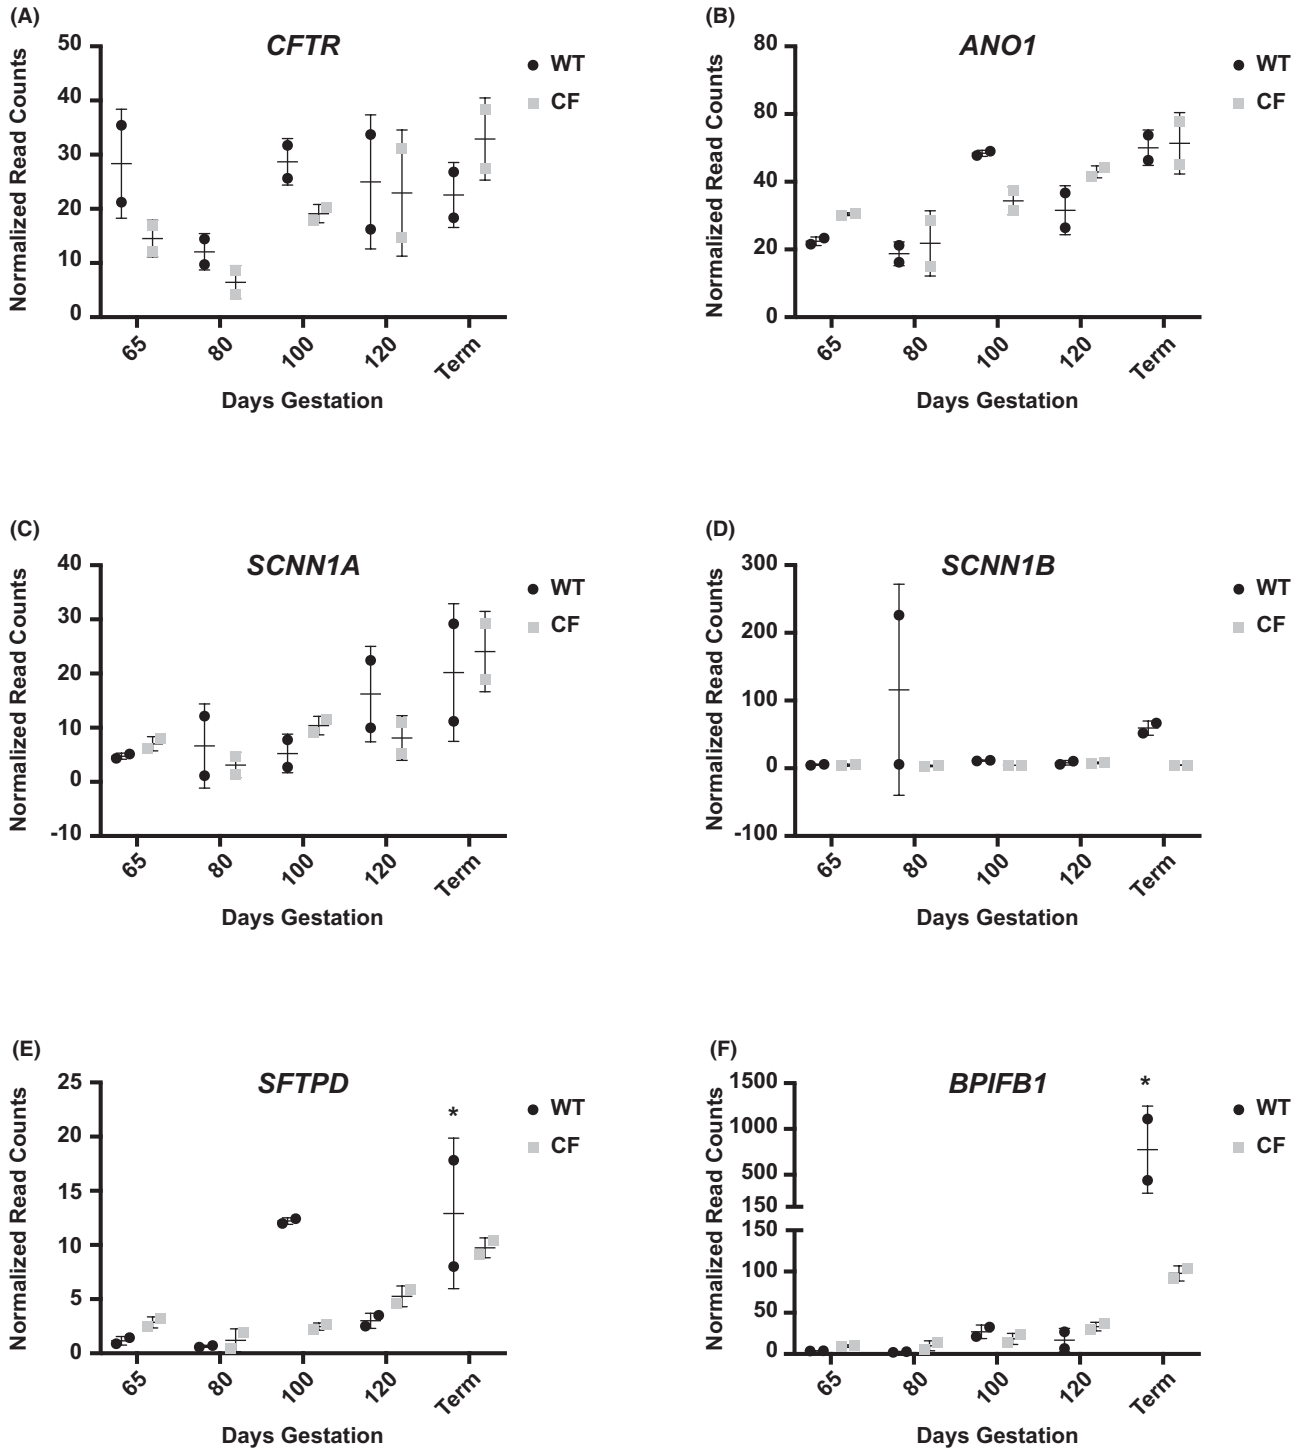 (A)
CFTR
Normalized Read Counts
50
40
30
20
10
0
65
80
100
120
Term
Days Gestation
WT
CF
(B)
ANO1
Normalized Read Counts
80
80
40
20
0
65
80
100
120
Term
Days Gestation
WT
CF
(C)
SCNN1A
Normalized Read Counts
40
30
20
10
0
-10
65
80
100
120
Term
Days Gestation
WT
CF
(D)
SCNN1B
Normalized Read Counts
300
200
100
0
-100
65
80
100
120
Term
Days Gestation
WT
CF
(E)
SFTPD
Normalized Read Counts
25
20
15
10
5
0
*
65
80
100
120
Term
Days Gestation
WT
CF
(F)
BPIFB1
Normalized Read Counts
1500
1000
500
150
150
100
50
0
*
65
80
100
120
Term
Days Gestation
WT
CF